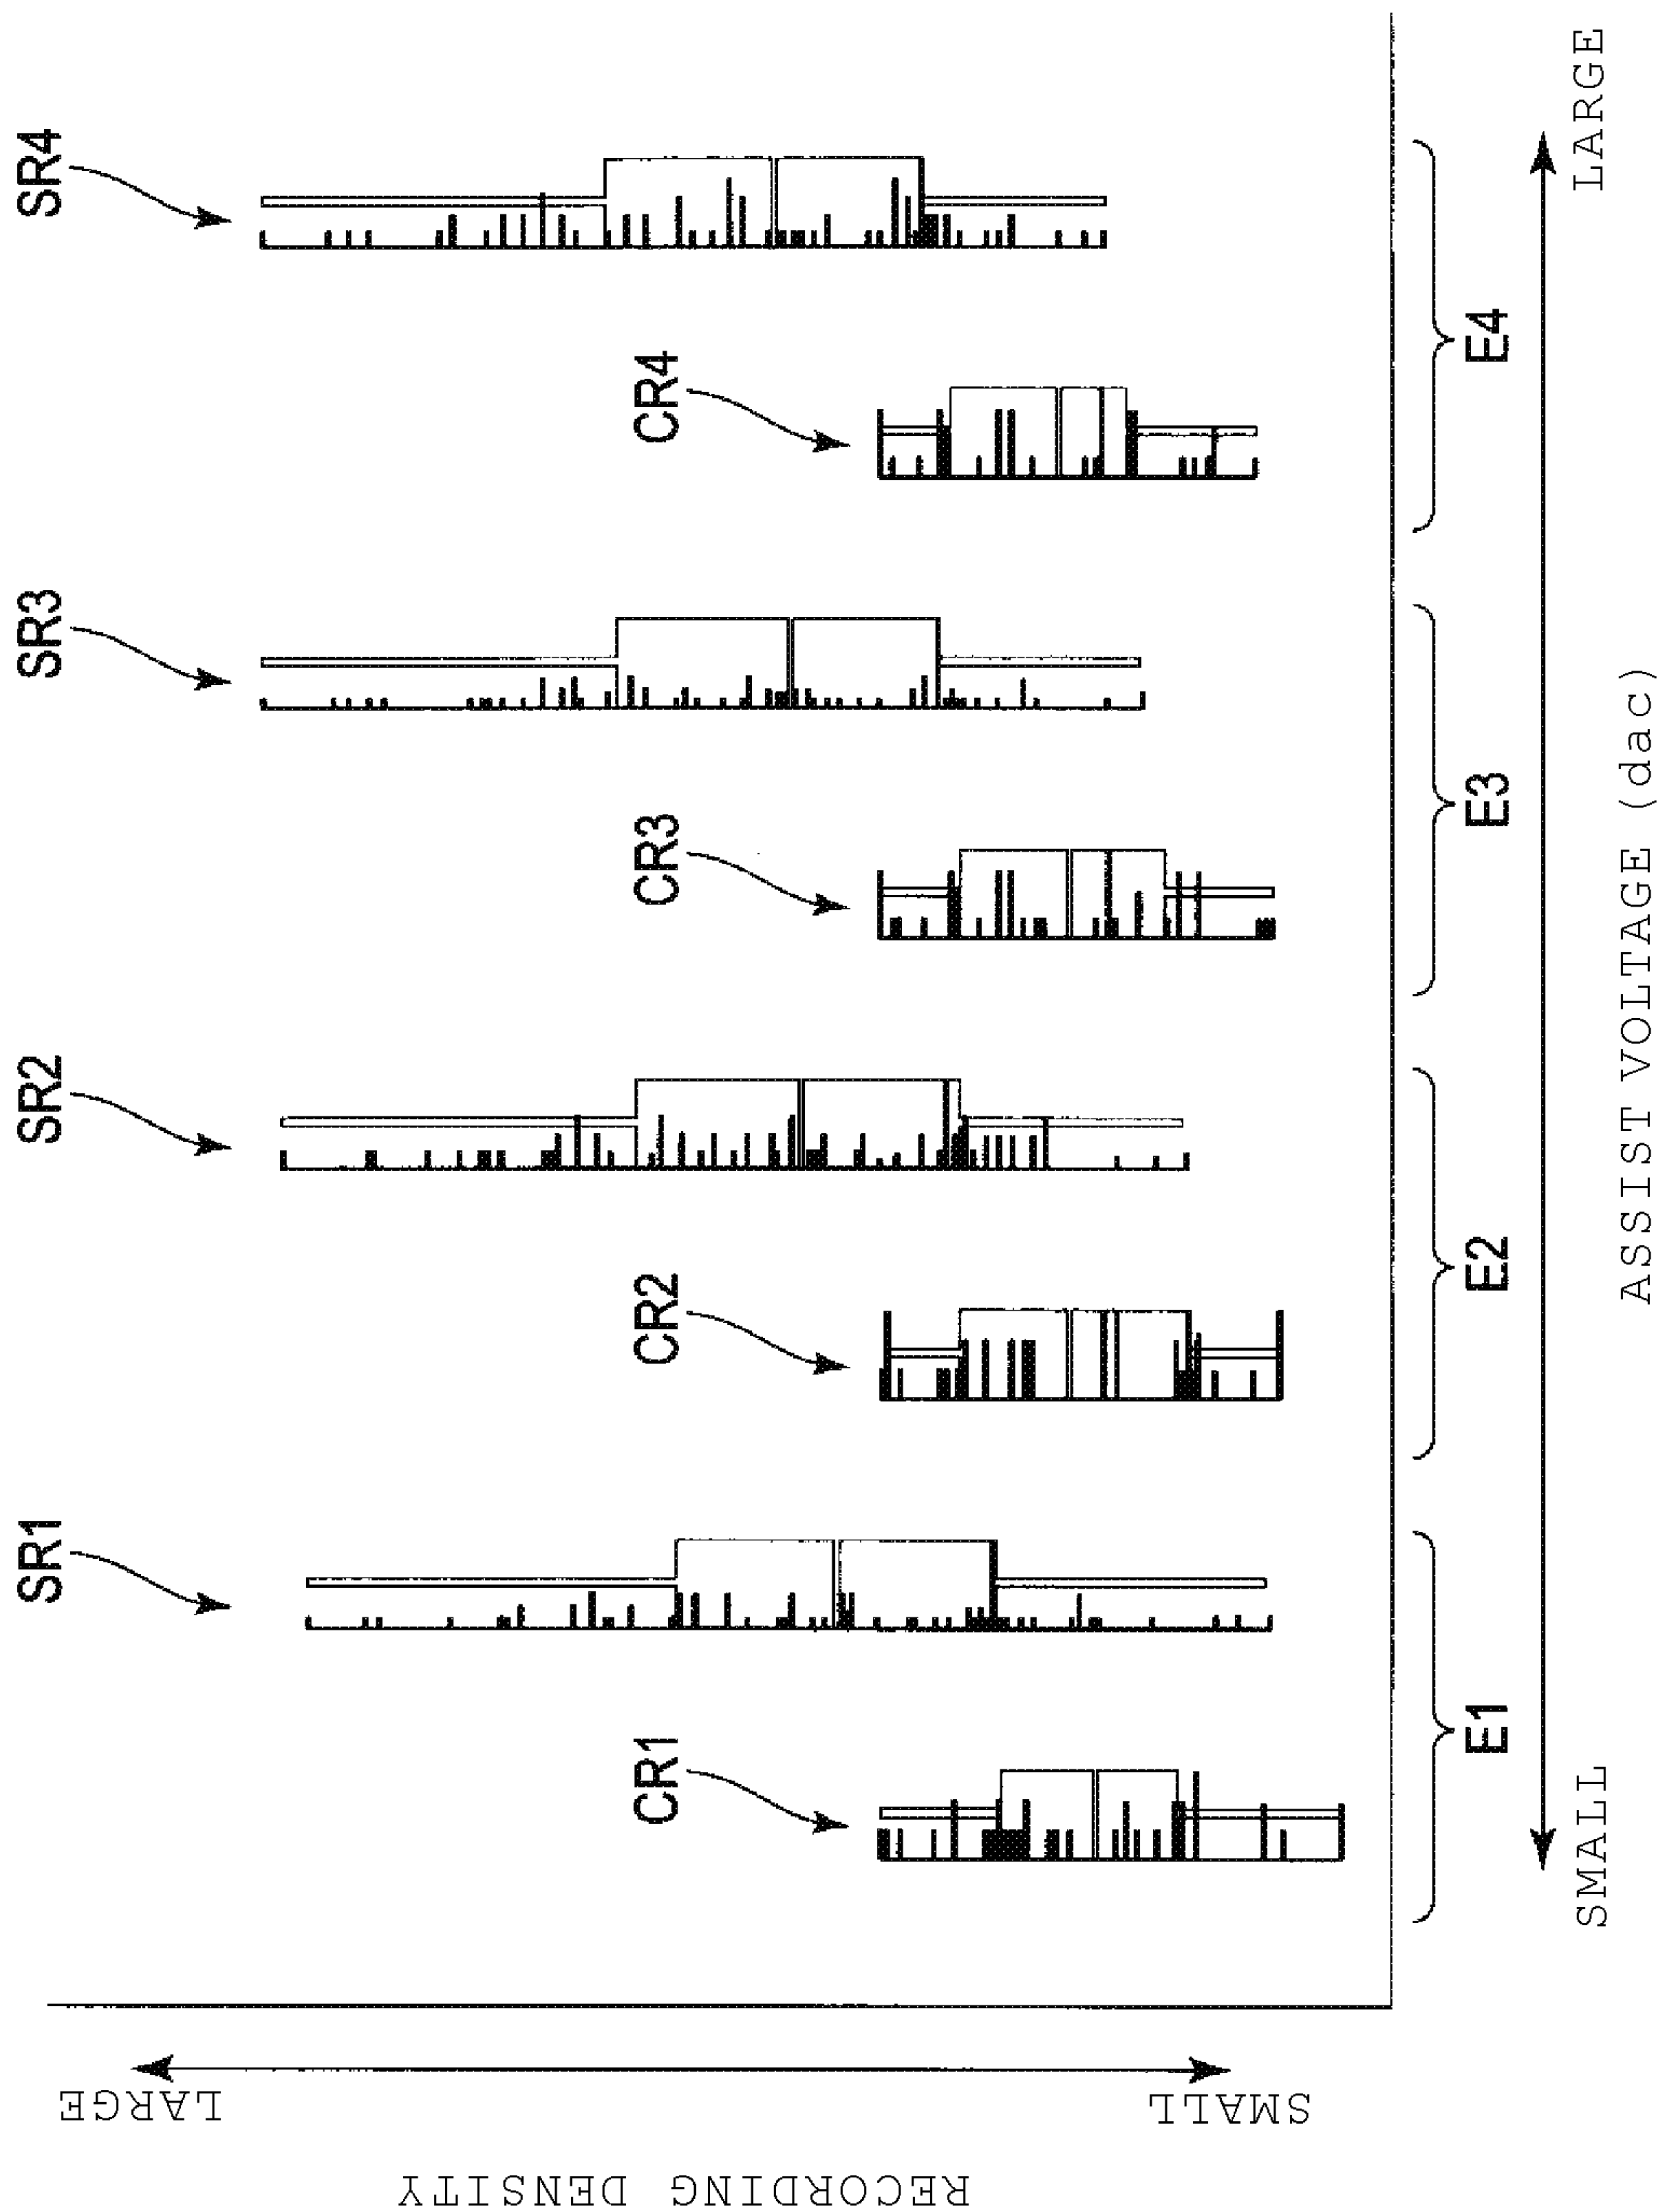 RECORDING DENSITY
LARGE
SMALL
CR1
SR1
CR2
SR2
CR3
SR3
CR4
SR4
E1
E2
E3
E4
SMALL
LARGE
ASSIST VOLTAGE (dac)